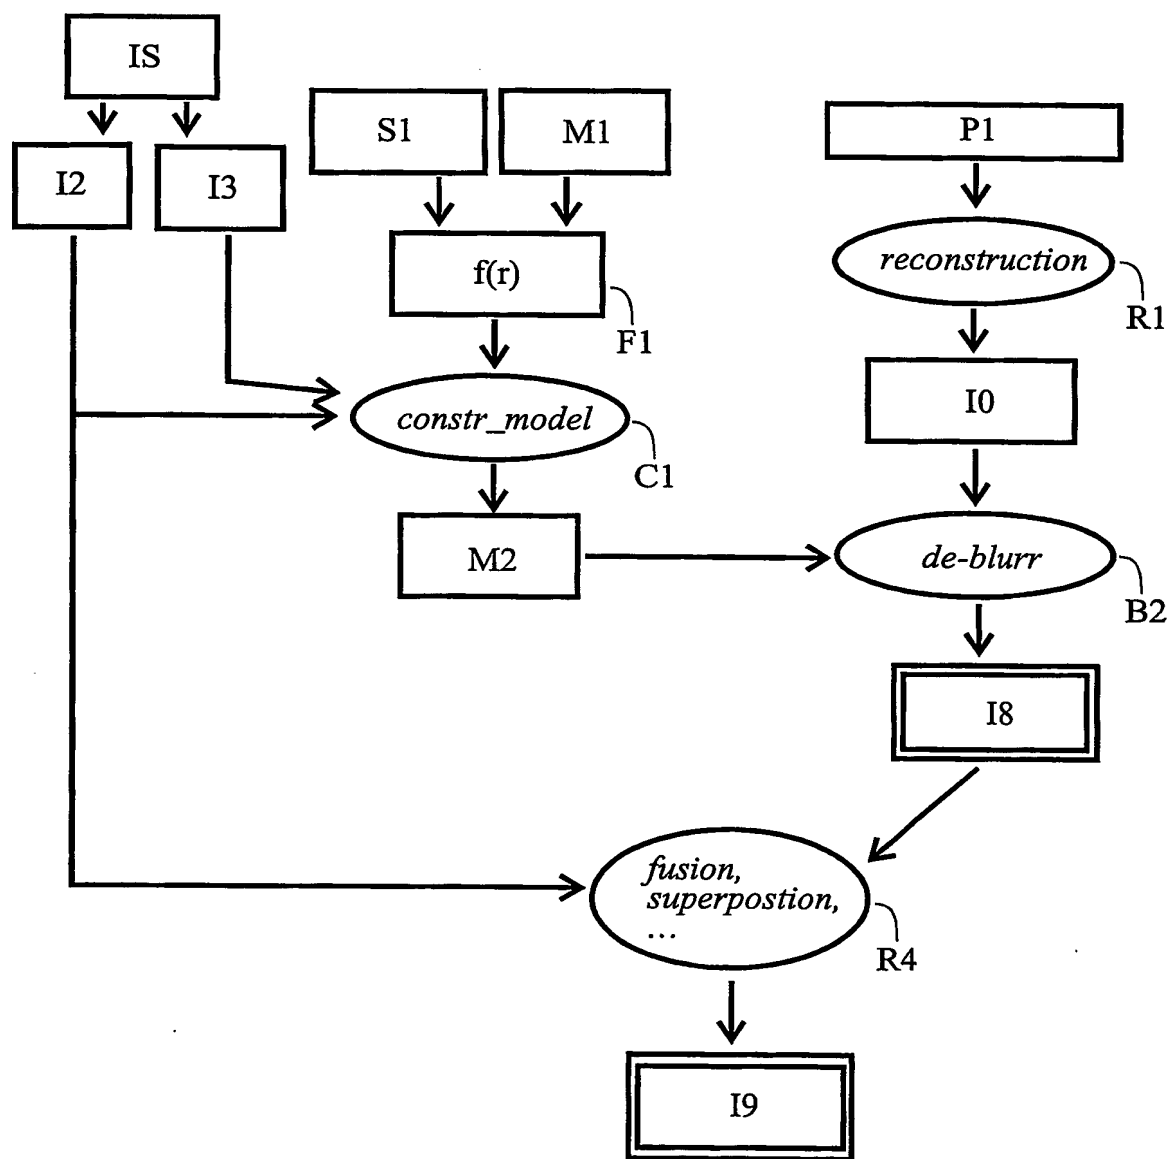 IS
S1
M1
P1
I2
I3
f(r)
F1
reconstruction
R1
constr_model
C1
I0
M2
de-blurr
B2
I8
fusion,
superpostion,
...
R4
I9